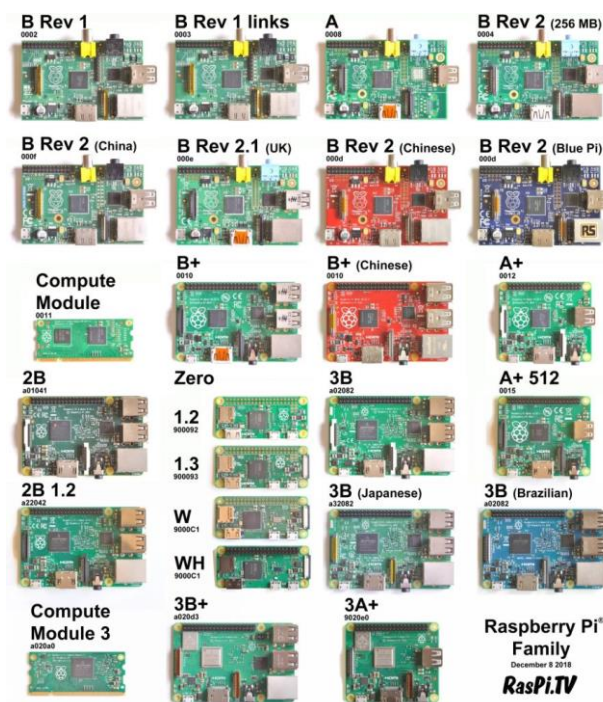 B Rev 1
0002
B Rev 1 links
0003
A
0008
B Rev 2 (256 MB)
0004
B Rev 2 (China)
000f
B Rev 2.1 (UK)
000e
B Rev 2 (Chinese)
000d
B Rev 2 (Blue Pi)
000d
RS
Compute
Module
0011
B+
0010
B+ (Chinese)
0010
A+
0012
2B
a01041
Zero
3B
a02082
A+ 512
0015
1.2
900092
1.3
900093
2B 1.2
a22042
W
9000C1
3B (Japanese)
a32082
3B (Brazilian)
a02082
WH
9000C1
Compute
Module 3
a020a0
3B+
a020d3
3A+
9020e0
Raspberry Pi®
Family
December 8 2018
RasPi.TV